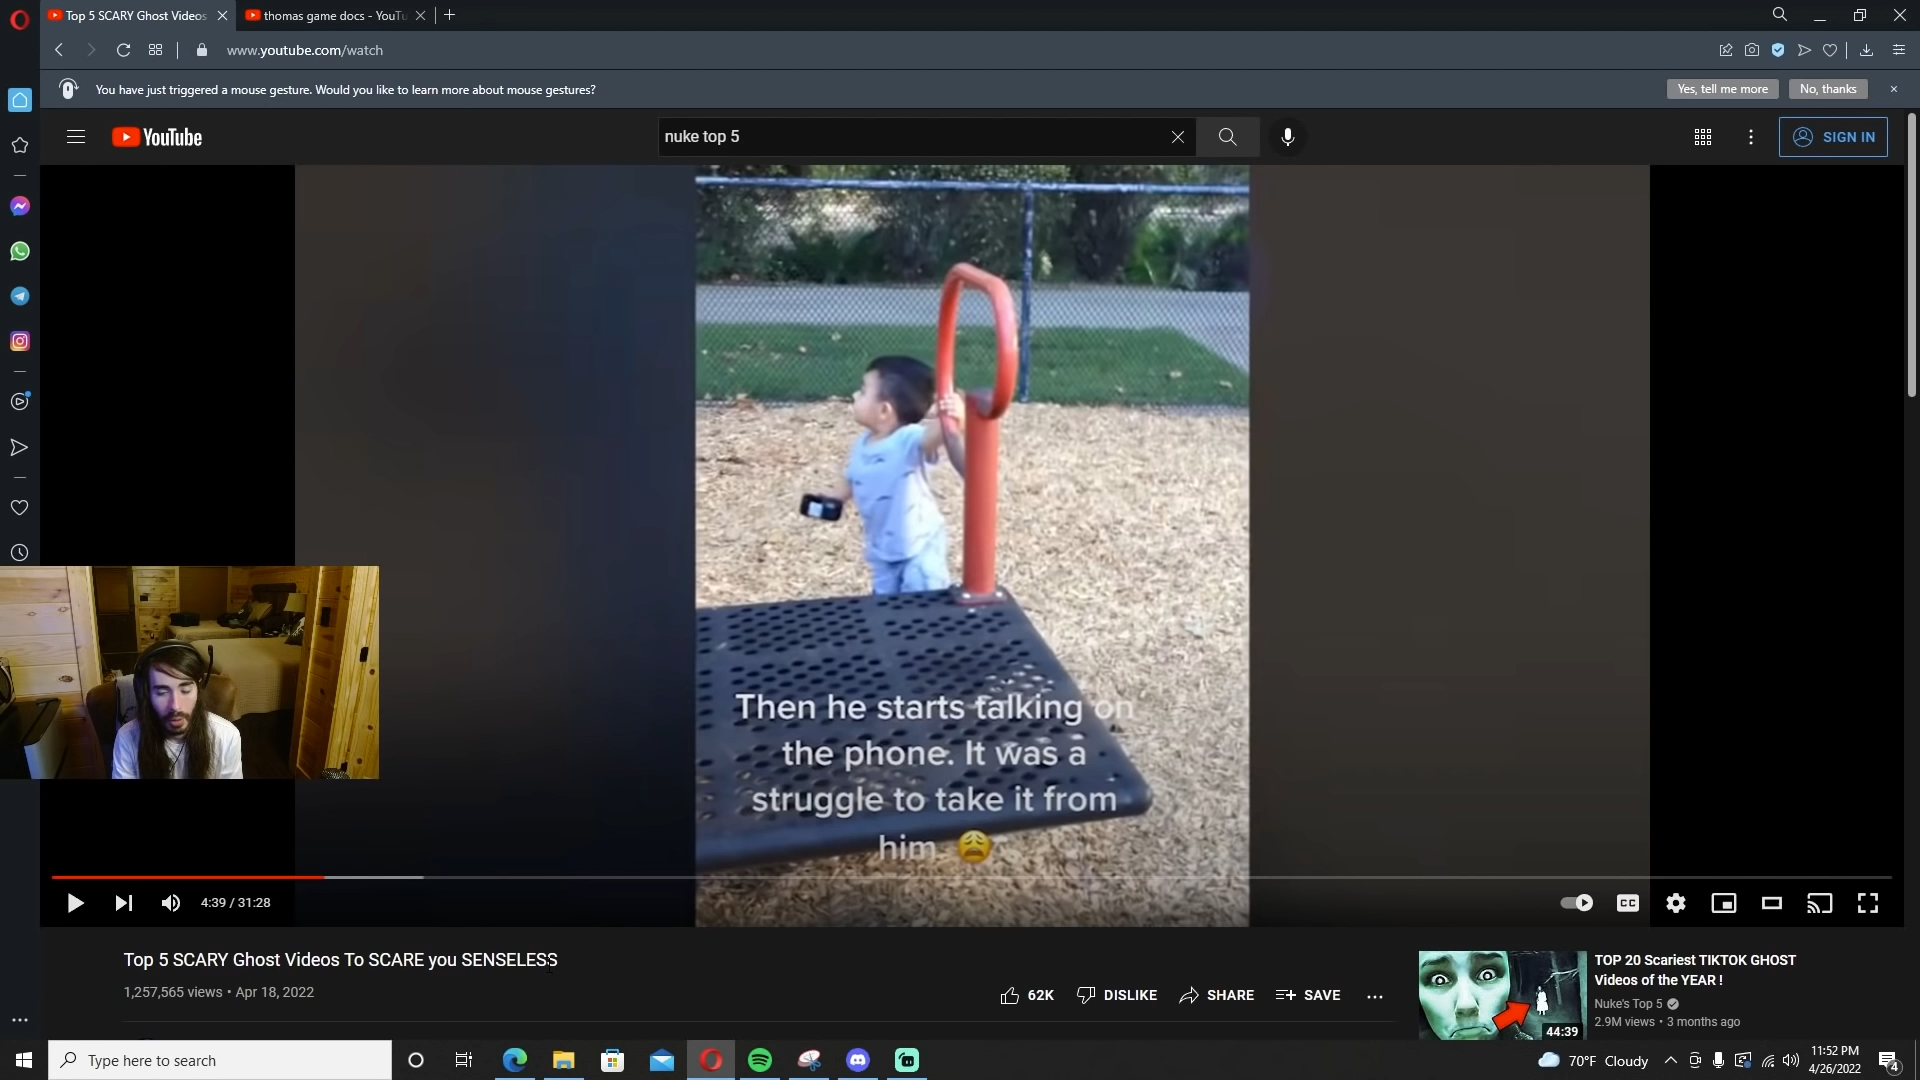 Top 5 SCARY Ghost Videos
thomas game docs - YouTu
www.youtube.com/watch
You have just triggered a mouse gesture. Would you like to learn more about mouse gestures?
Yes, tell me more
No, thanks
YouTube
nuke top 5
SIGN IN
Then he starts talking on
the phone. It was a
struggle to take it from
him 😩
4:39 / 31:28
CC
Top 5 SCARY Ghost Videos To SCARE you SENSELESS
1,257,565 views • Apr 18, 2022
62K
DISLIKE
SHARE
SAVE
44:39
TOP 20 Scariest TIKTOK GHOST
Videos of the YEAR !
Nuke's Top 5
2.9M views • 3 months ago
Type here to search
70°F Cloudy
11:52 PM
4/26/2022
4